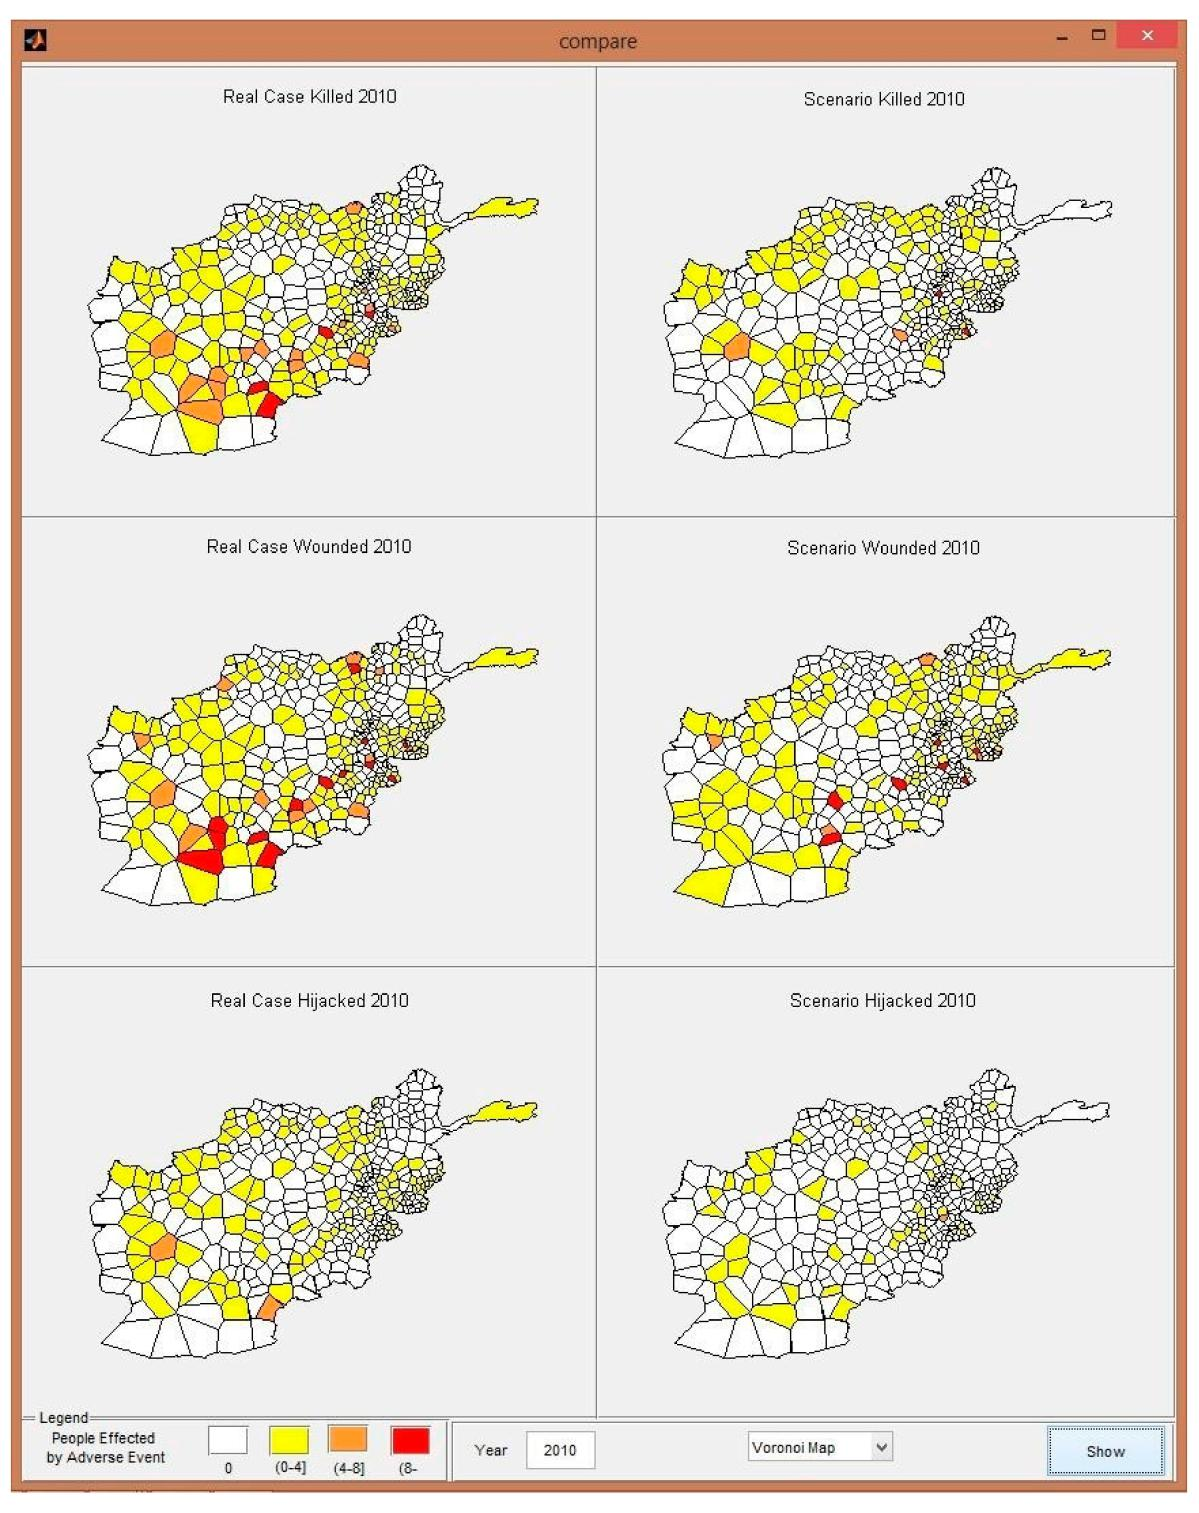 compare
Real Case Killed 2010
Scenario Killed 2010
Real Case Wounded 2010
Scenario Wounded 2010
Real Case Hijacked 2010
Scenario Hijacked 2010
Legend
People Effected
by Adverse Event
0
(0-4]
(4-8]
(8-
Year
2010
Voronoi Map
Show